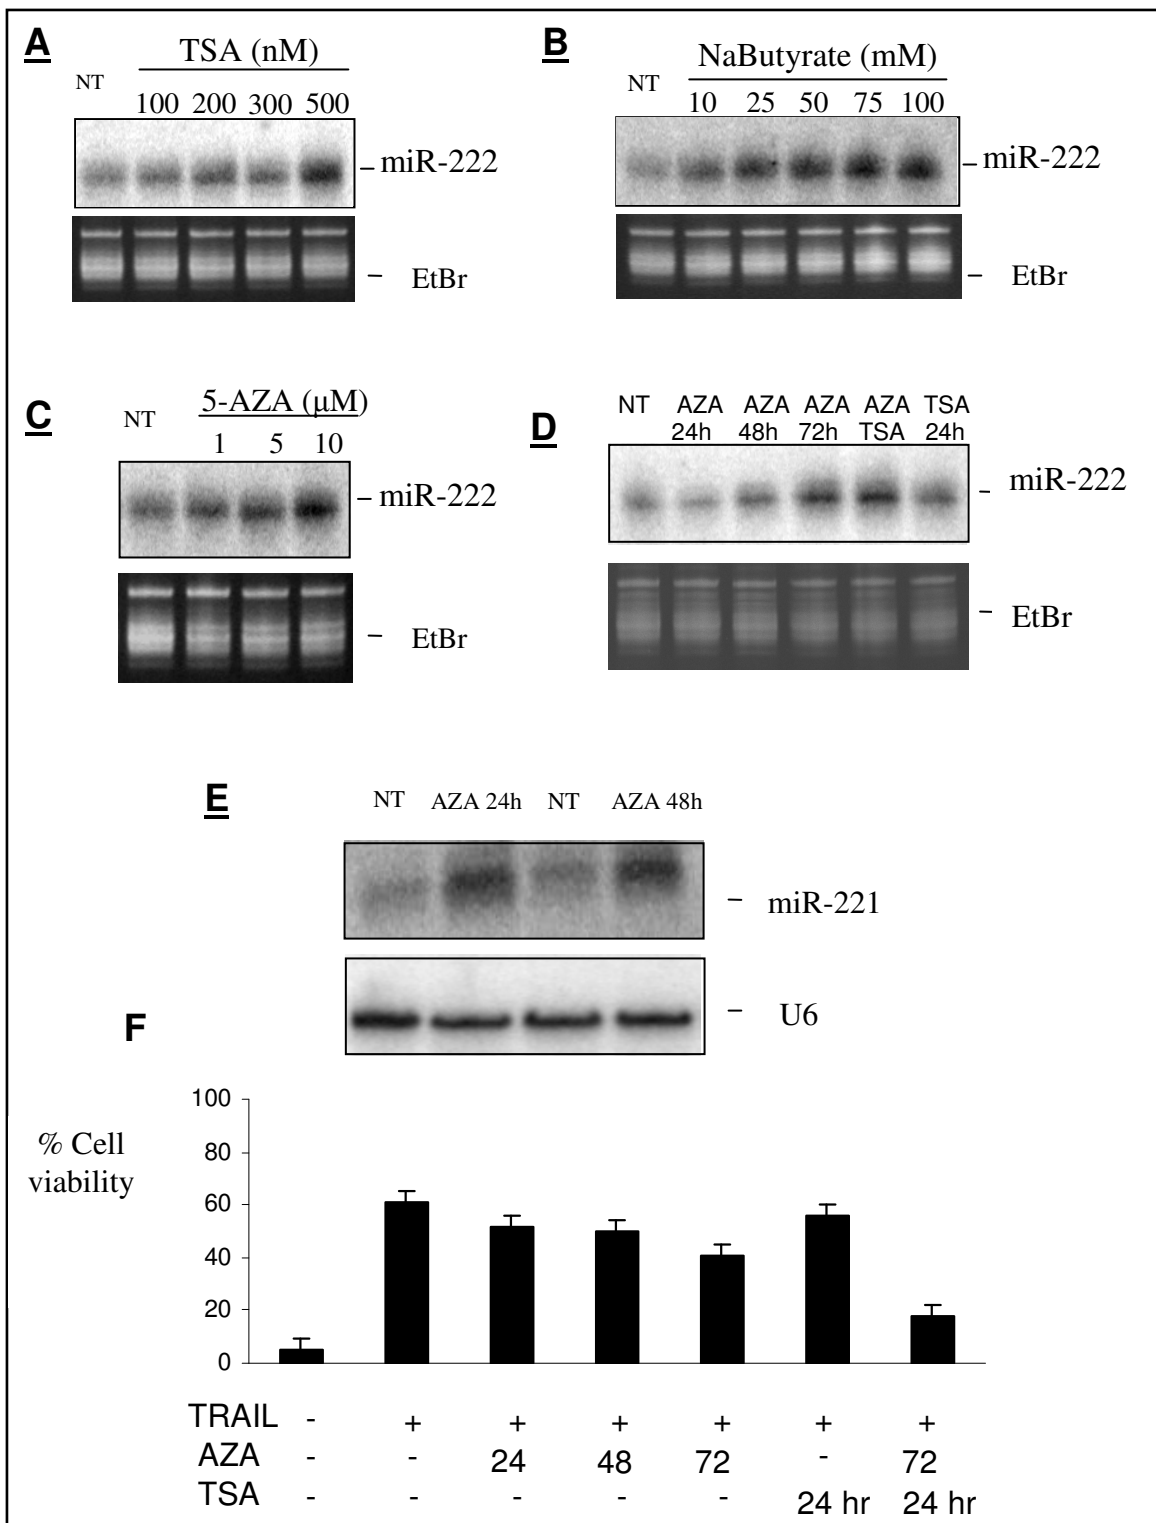 A
TSA (nM)
NT
100 200 300 500
miR-222
EtBr
B
NaButyrate (mM)
NT
10 25 50 75 100
miR-222
EtBr
C
5-AZA (μM)
NT
1 5 10
miR-222
EtBr
D
NT AZA AZA AZA AZA TSA
24h 48h 72h TSA 24h
miR-222
EtBr
E
NT AZA 24h NT AZA 48h
miR-221
U6
F
% Cell
viability
100
80
60
40
20
0
TRAIL - + + + + + +
AZA - - 24 48 72 - 72
TSA - - - - - 24 hr 24 hr